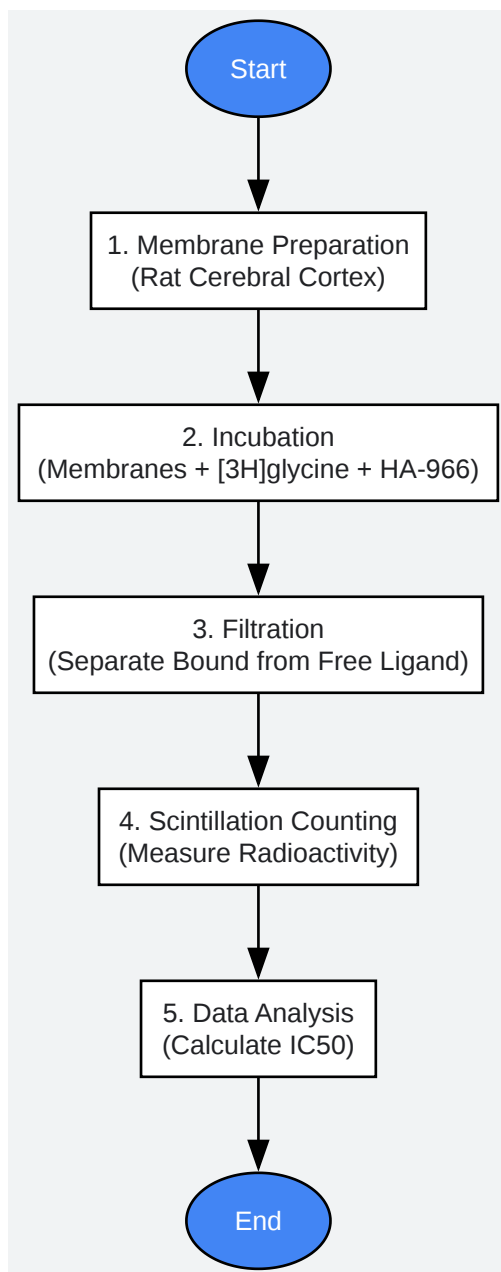 Start
1. Membrane Preparation
(Rat Cerebral Cortex)
2. Incubation
(Membranes + [3H]glycine + HA-966)
3. Filtration
(Separate Bound from Free Ligand)
4. Scintillation Counting
(Measure Radioactivity)
5. Data Analysis
(Calculate IC50)
End